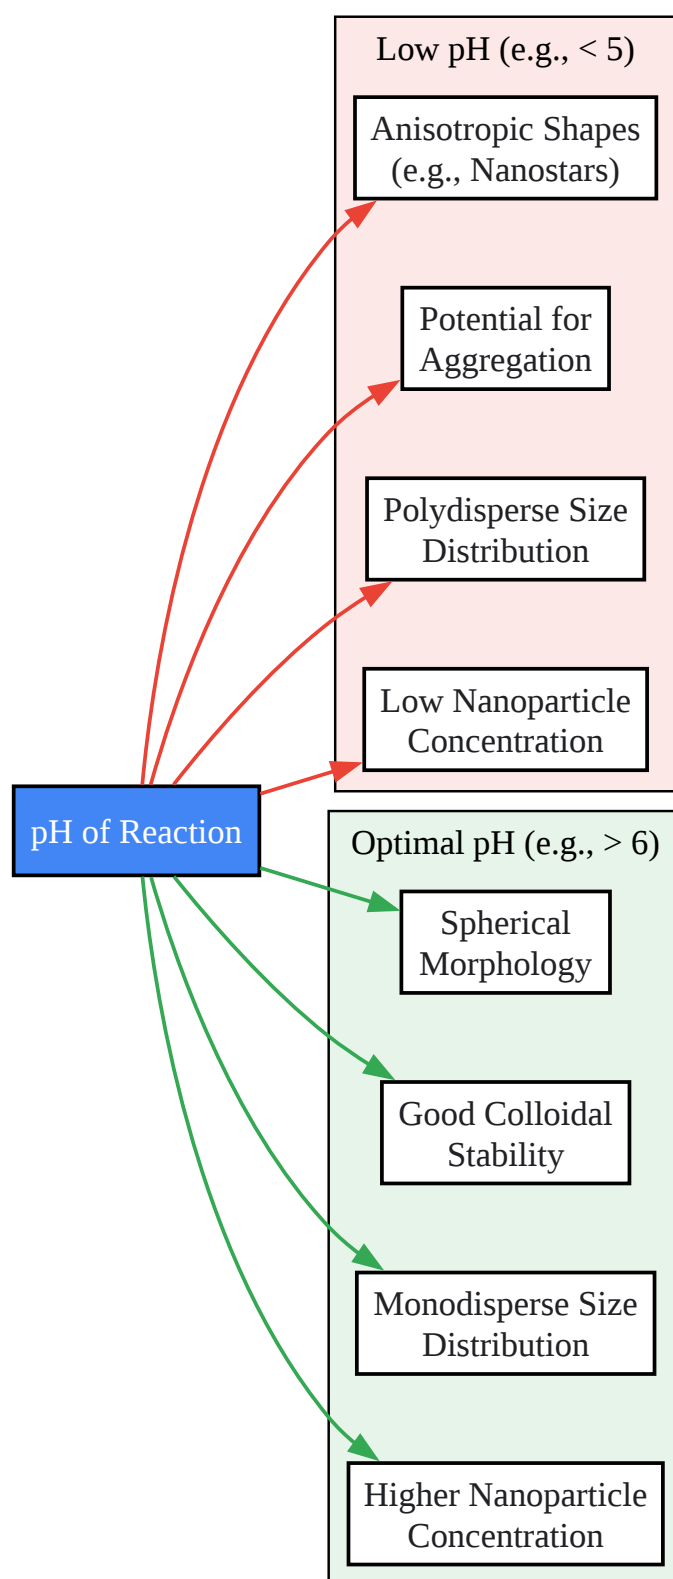 Low pH (e.g., < 5)
Anisotropic Shapes
(e.g., Nanostars)
Potential for
Aggregation
Polydisperse Size
Distribution
Low Nanoparticle
Concentration
pH of Reaction
Optimal pH (e.g., > 6)
Spherical
Morphology
Good Colloidal
Stability
Monodisperse Size
Distribution
Higher Nanoparticle
Concentration